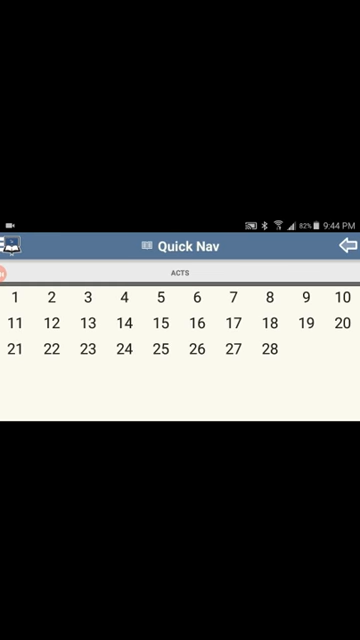 82% 9:44 PM
Quick Nav
ACTS
1 2 3 4 5 6 7 8 9 10
11 12 13 14 15 16 17 18 19 20
21 22 23 24 25 26 27 28